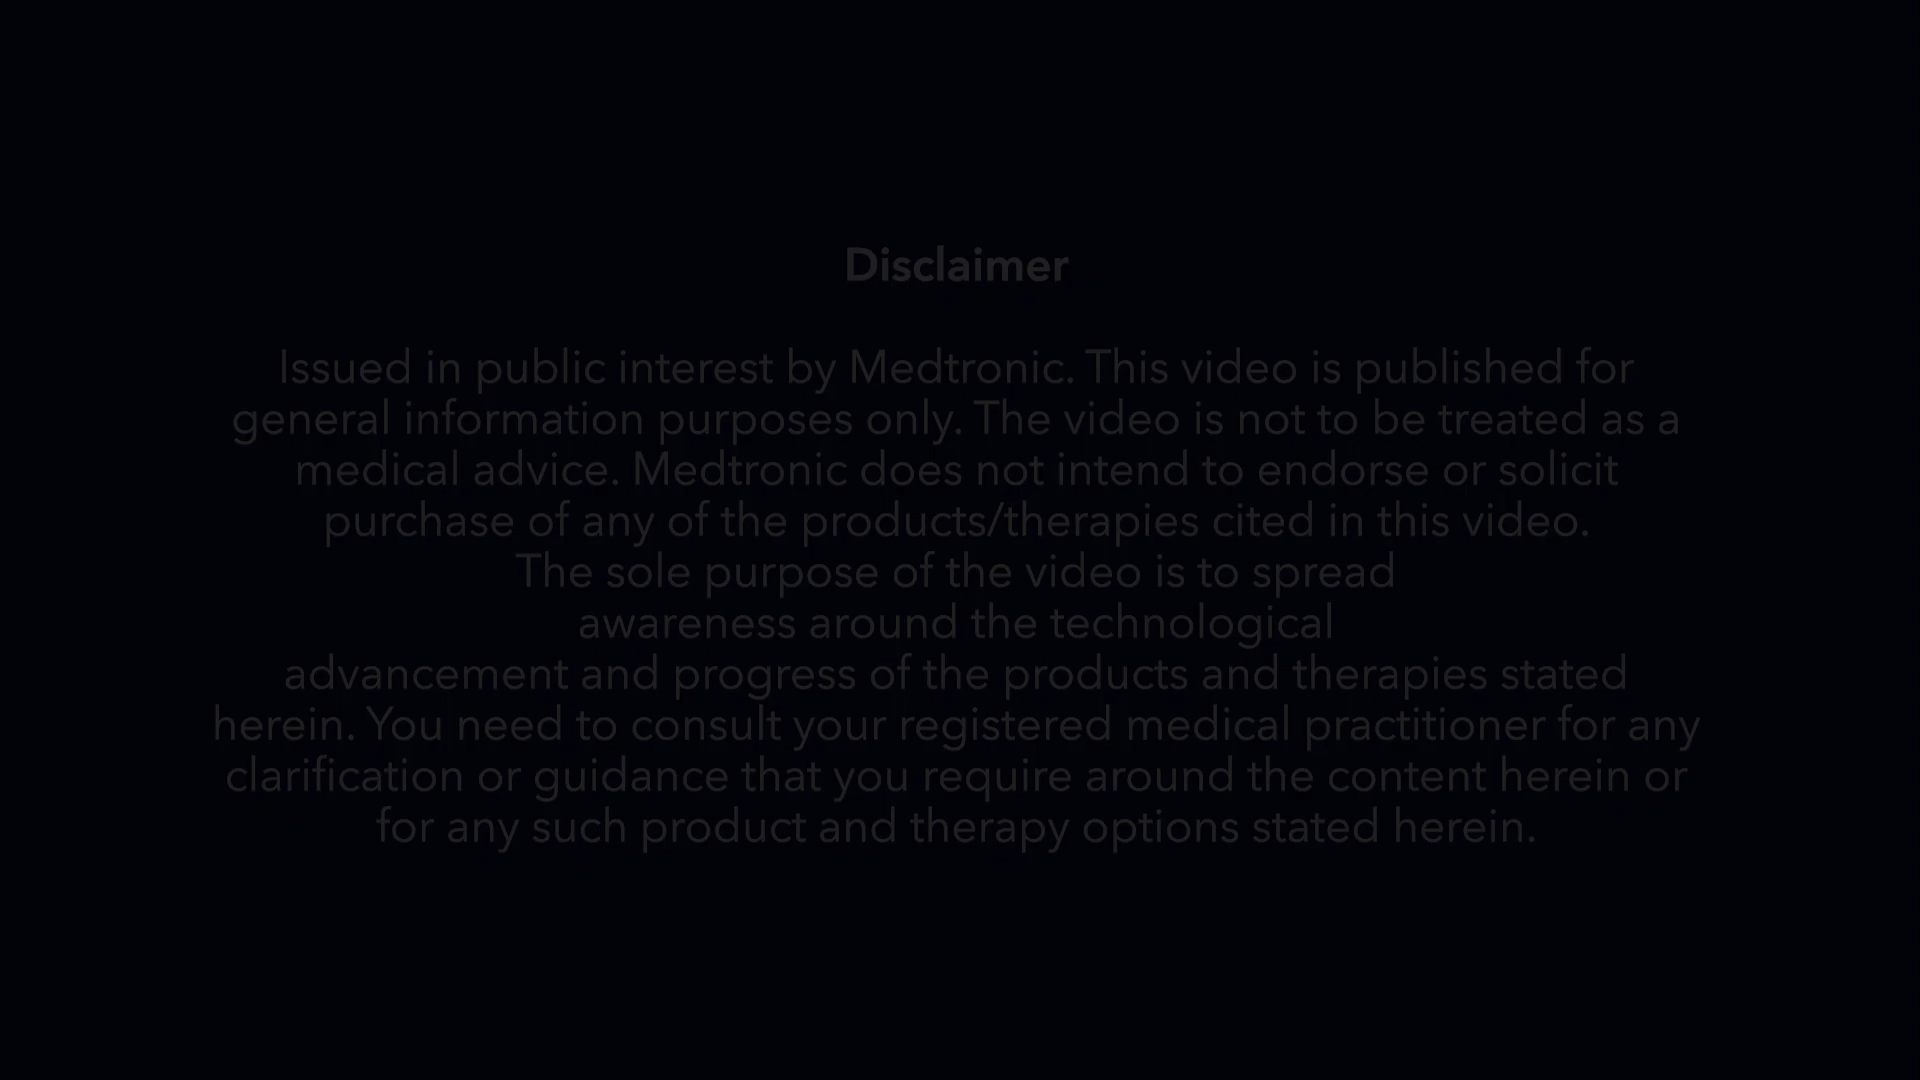 Disclaimer
Issued in public interest by Medtronic. This video is published for
general information purposes only. The video is not to be treated as a
medical advice. Medtronic does not intend to endorse or solicit
purchase of any of the products/therapies cited in this video.
The sole purpose of the video is to spread
awareness around the technological
advancement and progress of the products and therapies stated
herein. You need to consult your registered medical practitioner for any
clarification or guidance that you require around the content herein or
for any such product and therapy options stated herein.